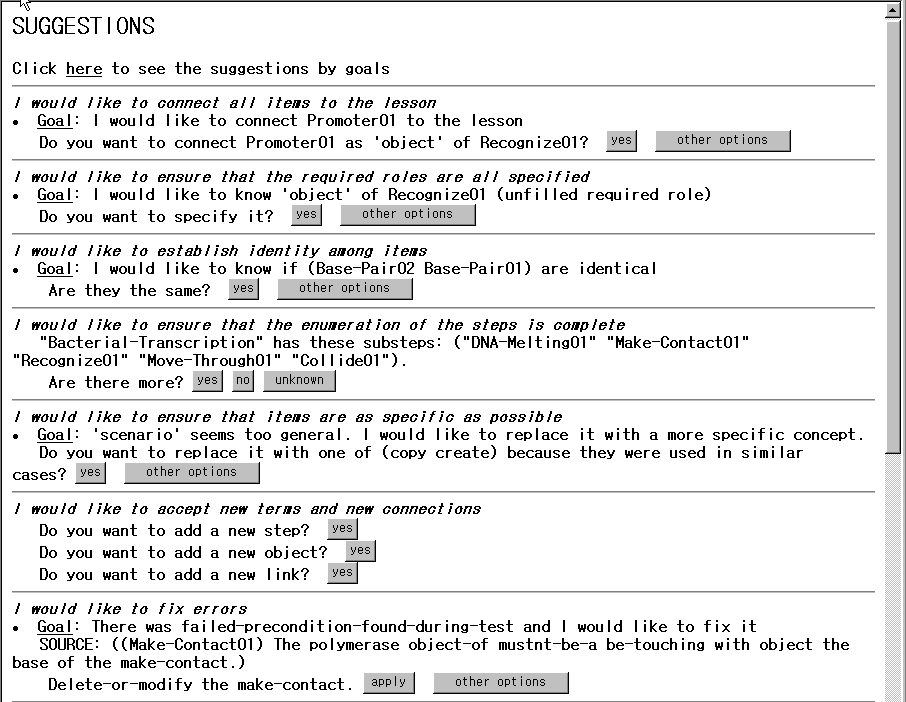 SUGGESTIONS
Click here to see the suggestions by goals
I would like to connect all items to the lesson
• Goal: I would like to connect Promoter01 to the lesson
Do you want to connect Promoter01 as 'object' of Recognize01? yes other options
I would like to ensure that the required roles are all specified
• Goal: I would like to know 'object' of Recognize01 (unfilled required role)
Do you want to specify it? yes other options
I would like to establish identity among items
• Goal: I would like to know if (Base-Pair02 Base-Pair01) are identical
Are they the same? yes other options
I would like to ensure that the enumeration of the steps is complete
"Bacterial-Transcription" has these substeps: ("DNA-Melting01" "Make-Contact01"
"Recognize01" "Move-Through01" "Collide01").
Are there more? yes no unknown
I would like to ensure that items are as specific as possible
• Goal: 'scenario' seems too general. I would like to replace it with a more specific concept.
Do you want to replace it with one of (copy create) because they were used in similar
cases? yes other options
I would like to accept new terms and new connections
Do you want to add a new step? yes
Do you want to add a new object? yes
Do you want to add a new link? yes
I would like to fix errors
• Goal: There was failed-precondition-found-during-test and I would like to fix it
SOURCE: ((Make-Contact01) The polymerase object-of mustnt-be-a be-touching with object the
base of the make-contact.)
Delete-or-modify the make-contact. apply other options